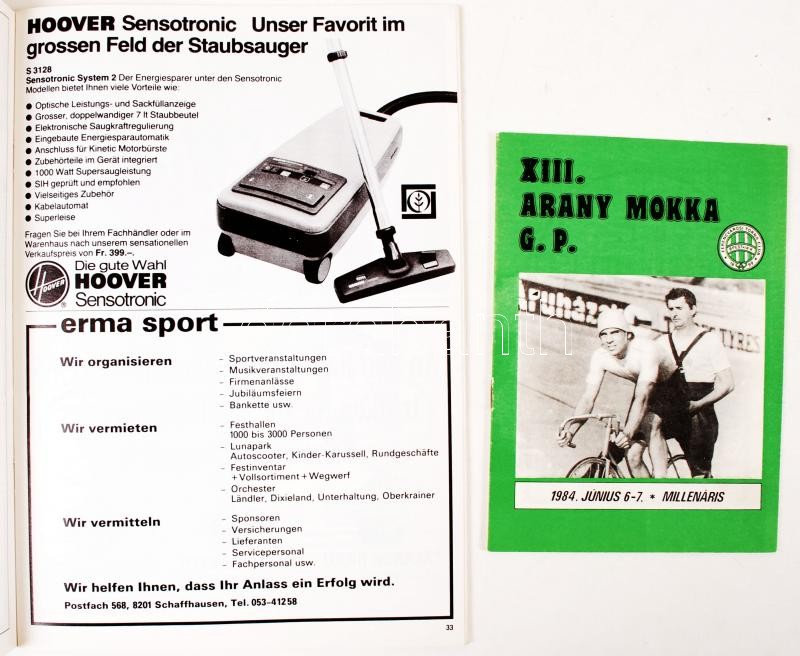 HOOVER Sensotronic Unser Favorit im
grossen Feld der Staubsauger
S 3128
Sensotronic System 2 Der Energiesparer unter den Sensotronic
Modellen bietet Ihnen viele Vorteile wie:
● Optische Leistungs- und Sackfüllanzeige
● Grosser, doppelwandiger 7 lt Staubbeutel
● Elektronische Saugkraftregulierung
● Eingebaute Energiesparautomatik
● Anschluss für Kinetic Motorbürste
● Zubehörteile im Gerät integriert
● 1000 Watt Supersaugleistung
● SIH geprüft und empfohlen
● Vielseitiges Zubehör
● Kabelautomat
● Superleise
Fragen Sie bei Ihrem Fachhändler oder im
Warenhaus nach unserem sensationellen
Verkaufspreis von Fr. 399.–.
HOOVER
Die gute Wahl
HOOVER
Sensotronic
erma sport
Wir organisieren
– Sportveranstaltungen
– Musikveranstaltungen
– Firmenanlässe
– Jubiläumsfeiern
– Bankette usw.
Wir vermieten
– Festhallen
1000 bis 3000 Personen
– Lunapark
Autoscooter, Kinder-Karussell, Rundgeschäfte
– Festinventar
+ Vollsortiment + Wegwerf
– Orchester
Ländler, Dixieland, Unterhaltung, Oberkrainer
Wir vermitteln
– Sponsoren
– Versicherungen
– Lieferanten
– Servicepersonal
– Fachpersonal usw.
Wir helfen Ihnen, dass Ihr Anlass ein Erfolg wird.
Postfach 568, 8201 Schaffhausen, Tel. 053-41258
33
XIII.
ARANY MOKKA
G. P.
1984. JÚNIUS 6-7. * MILLENÁRIS